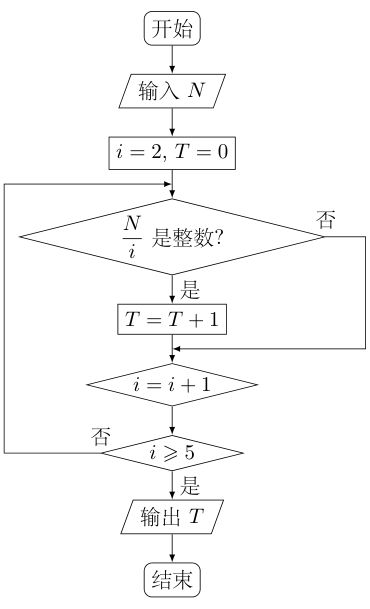 开始
输入 N
i = 2, T = 0
N/i 是整数?
否
是
T = T + 1
i = i + 1
否
i ⩾ 5
是
输出 T
结束